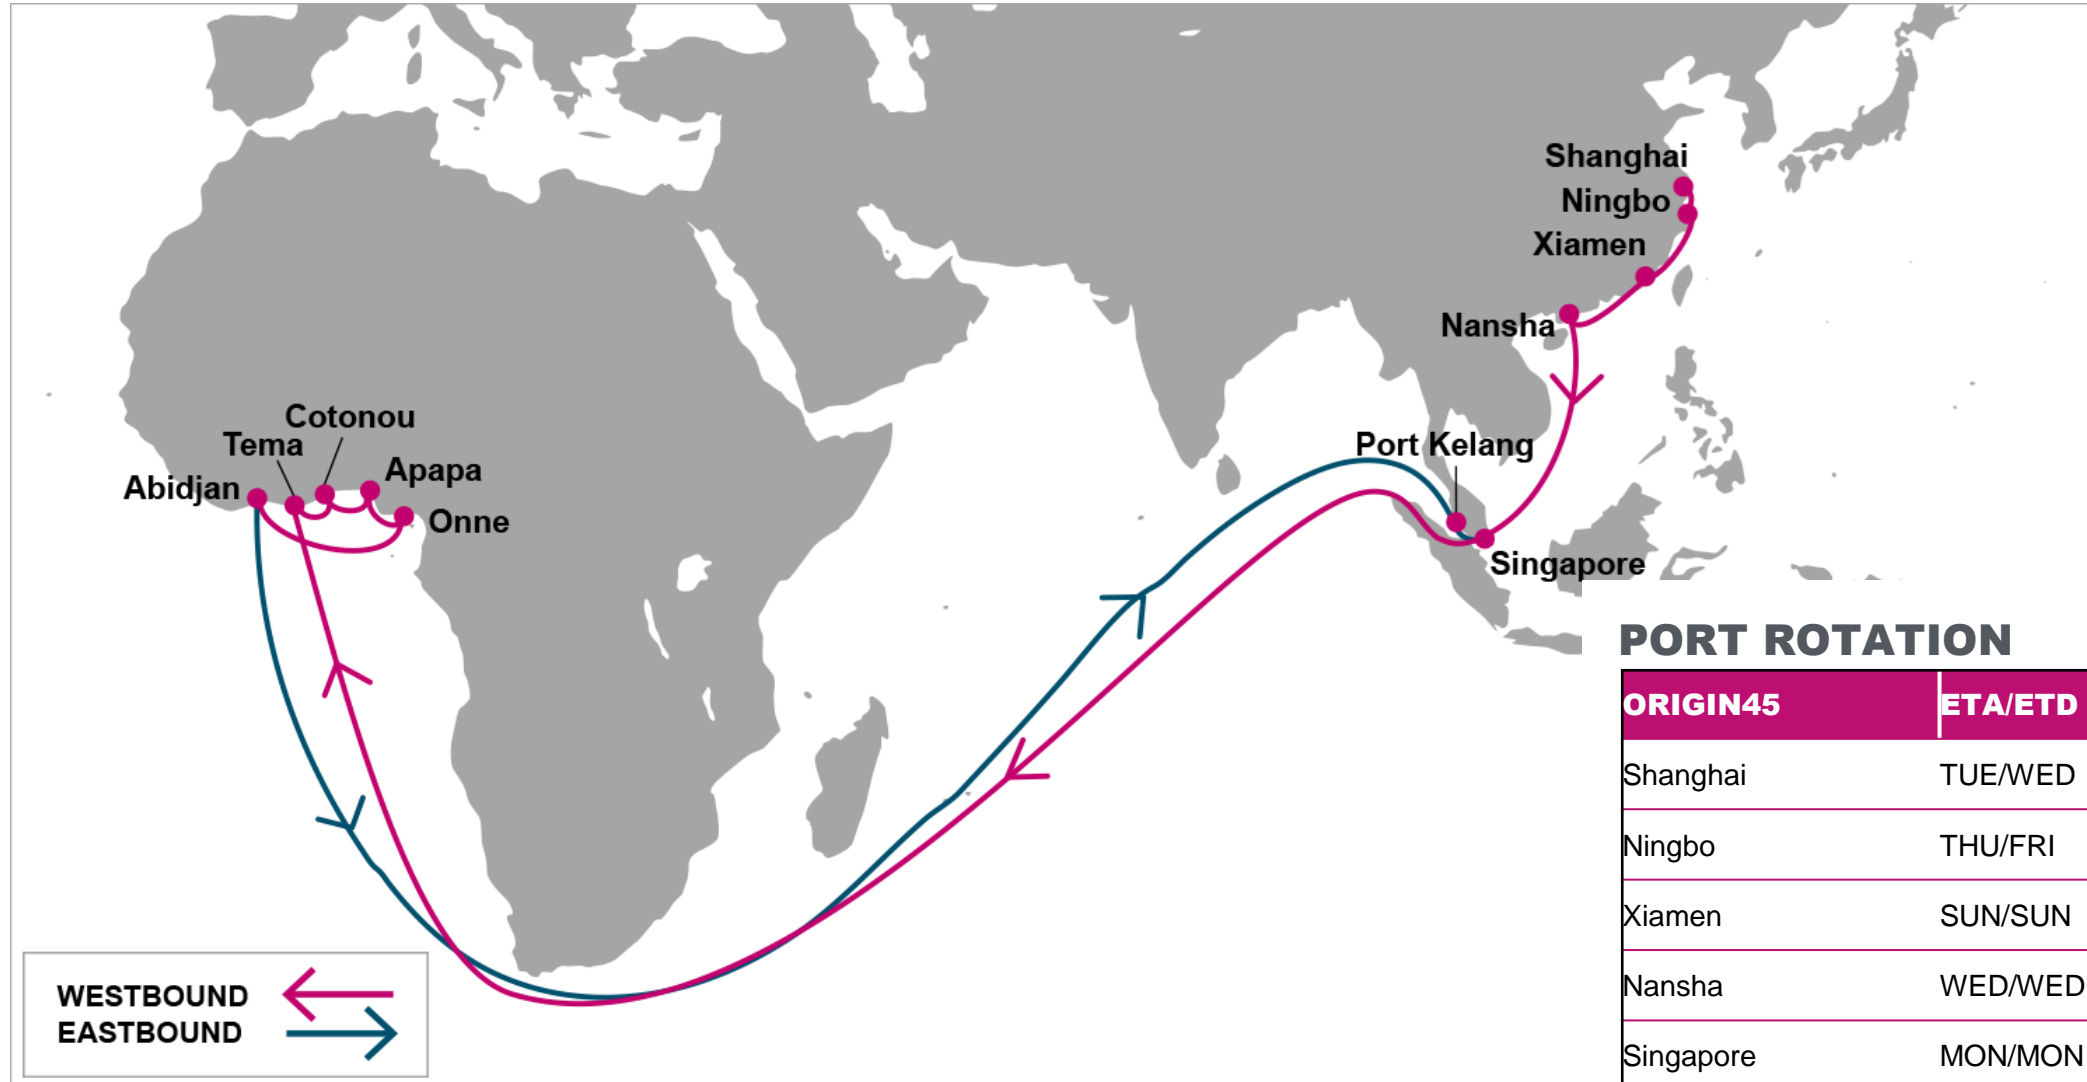 Shanghai
Ningbo
Xiamen
Nansha
Cotonou
Tema
Abidjan
Apapa
Onne
Port Kelang
Singapore
WESTBOUND
EASTBOUND
PORT ROTATION
ORIGIN45 ETA/ETD
Shanghai TUE/WED
Ningbo THU/FRI
Xiamen SUN/SUN
Nansha WED/WED
Singapore MON/MON